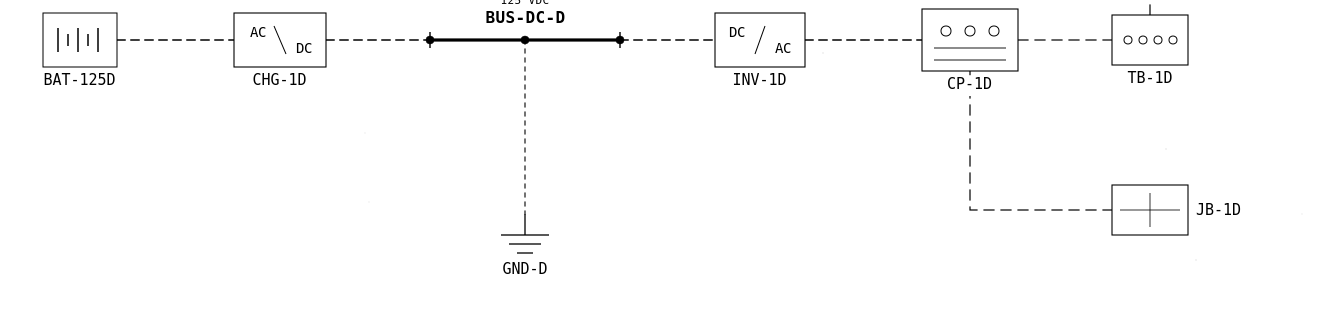 125 VDC
BUS-DC-D
AC
DC
DC
AC
BAT-125D
CHG-1D
INV-1D
CP-1D
TB-1D
JB-1D
GND-D